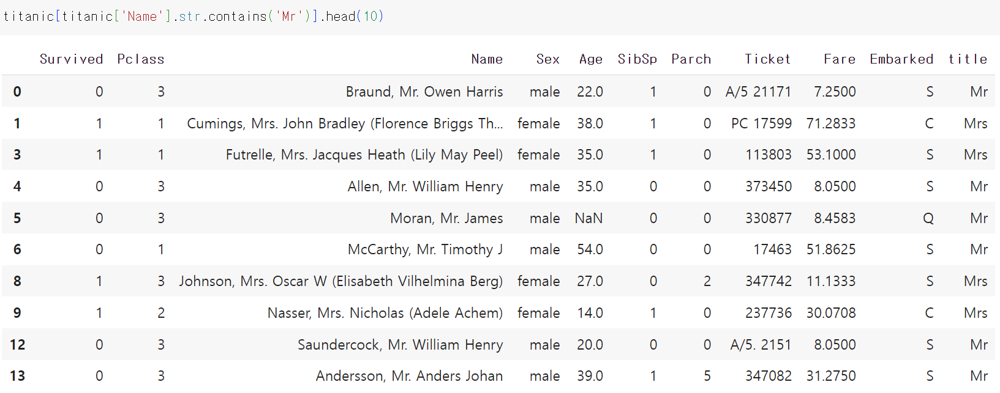 titanic[titanic['Name'].str.contains('Mr')].head(10)
Survived Pclass Name Sex Age SibSp Parch Ticket Fare Embarked title
0 0 3 Braund, Mr. Owen Harris male 22.0 1 0 A/5 21171 7.2500 S Mr
1 1 1 Cumings, Mrs. John Bradley (Florence Briggs Th... female 38.0 1 0 PC 17599 71.2833 C Mrs
3 1 1 Futrelle, Mrs. Jacques Heath (Lily May Peel) female 35.0 1 0 113803 53.1000 S Mrs
4 0 3 Allen, Mr. William Henry male 35.0 0 0 373450 8.0500 S Mr
5 0 3 Moran, Mr. James male NaN 0 0 330877 8.4583 Q Mr
6 0 1 McCarthy, Mr. Timothy J male 54.0 0 0 17463 51.8625 S Mr
8 1 3 Johnson, Mrs. Oscar W (Elisabeth Vilhelmina Berg) female 27.0 0 2 347742 11.1333 S Mrs
9 1 2 Nasser, Mrs. Nicholas (Adele Achem) female 14.0 1 0 237736 30.0708 C Mrs
12 0 3 Saundercock, Mr. William Henry male 20.0 0 0 A/5. 2151 8.0500 S Mr
13 0 3 Andersson, Mr. Anders Johan male 39.0 1 5 347082 31.2750 S Mr